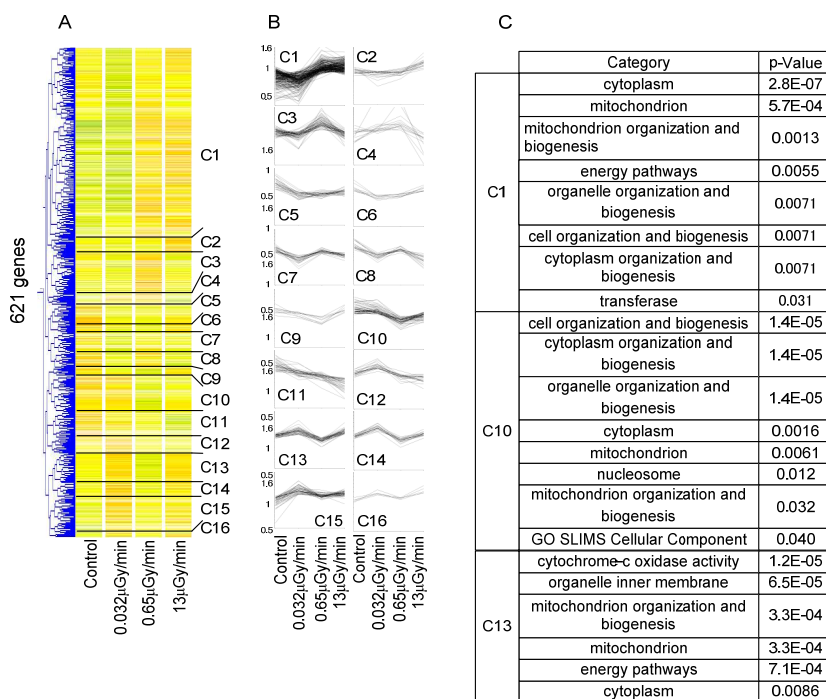 A
B
C
621 genes
C1
C2
C3
C4
C5
C6
C7
C8
C9
C10
C11
C12
C13
C14
C15
C16
Control
0.032μGy/min
0.65μGy/min
13μGy/min
1.6
1
0.5
C1
C2
C3
C4
1.6
1
C5
C6
0.5
1.6
1
C7
C8
0.5
1.6
1
C9
C10
0.5
1.6
1
C11
C12
0.5
1.6
1
C13
C14
0.5
1.6
1
C15
C16
0.5
Control
0.032μGy/min
0.65μGy/min
13μGy/min
Control
0.032μGy/min
0.65μGy/min
13μGy/min
Category p-Value
C1
cytoplasm 2.8E-07
mitochondrion 5.7E-04
mitochondrion organization and
biogenesis 0.0013
energy pathways 0.0055
organelle organization and
biogenesis 0.0071
cell organization and biogenesis 0.0071
cytoplasm organization and
biogenesis 0.0071
transferase 0.031
C10
cell organization and biogenesis 1.4E-05
cytoplasm organization and
biogenesis 1.4E-05
organelle organization and
biogenesis 1.4E-05
cytoplasm 0.0016
mitochondrion 0.0061
nucleosome 0.012
mitochondrion organization and
biogenesis 0.032
GO SLIMS Cellular Component 0.040
C13
cytochrome-c oxidase activity 1.2E-05
organelle inner membrane 6.5E-05
mitochondrion organization and
biogenesis 3.3E-04
mitochondrion 3.3E-04
energy pathways 7.1E-04
cytoplasm 0.0086